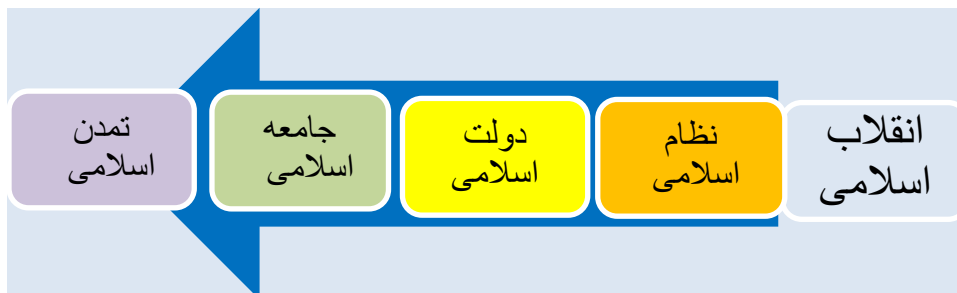 انقلاب
اسلامی
نظام
اسلامی
دولت
اسلامی
جامعه
اسلامی
تمدن
اسلامی